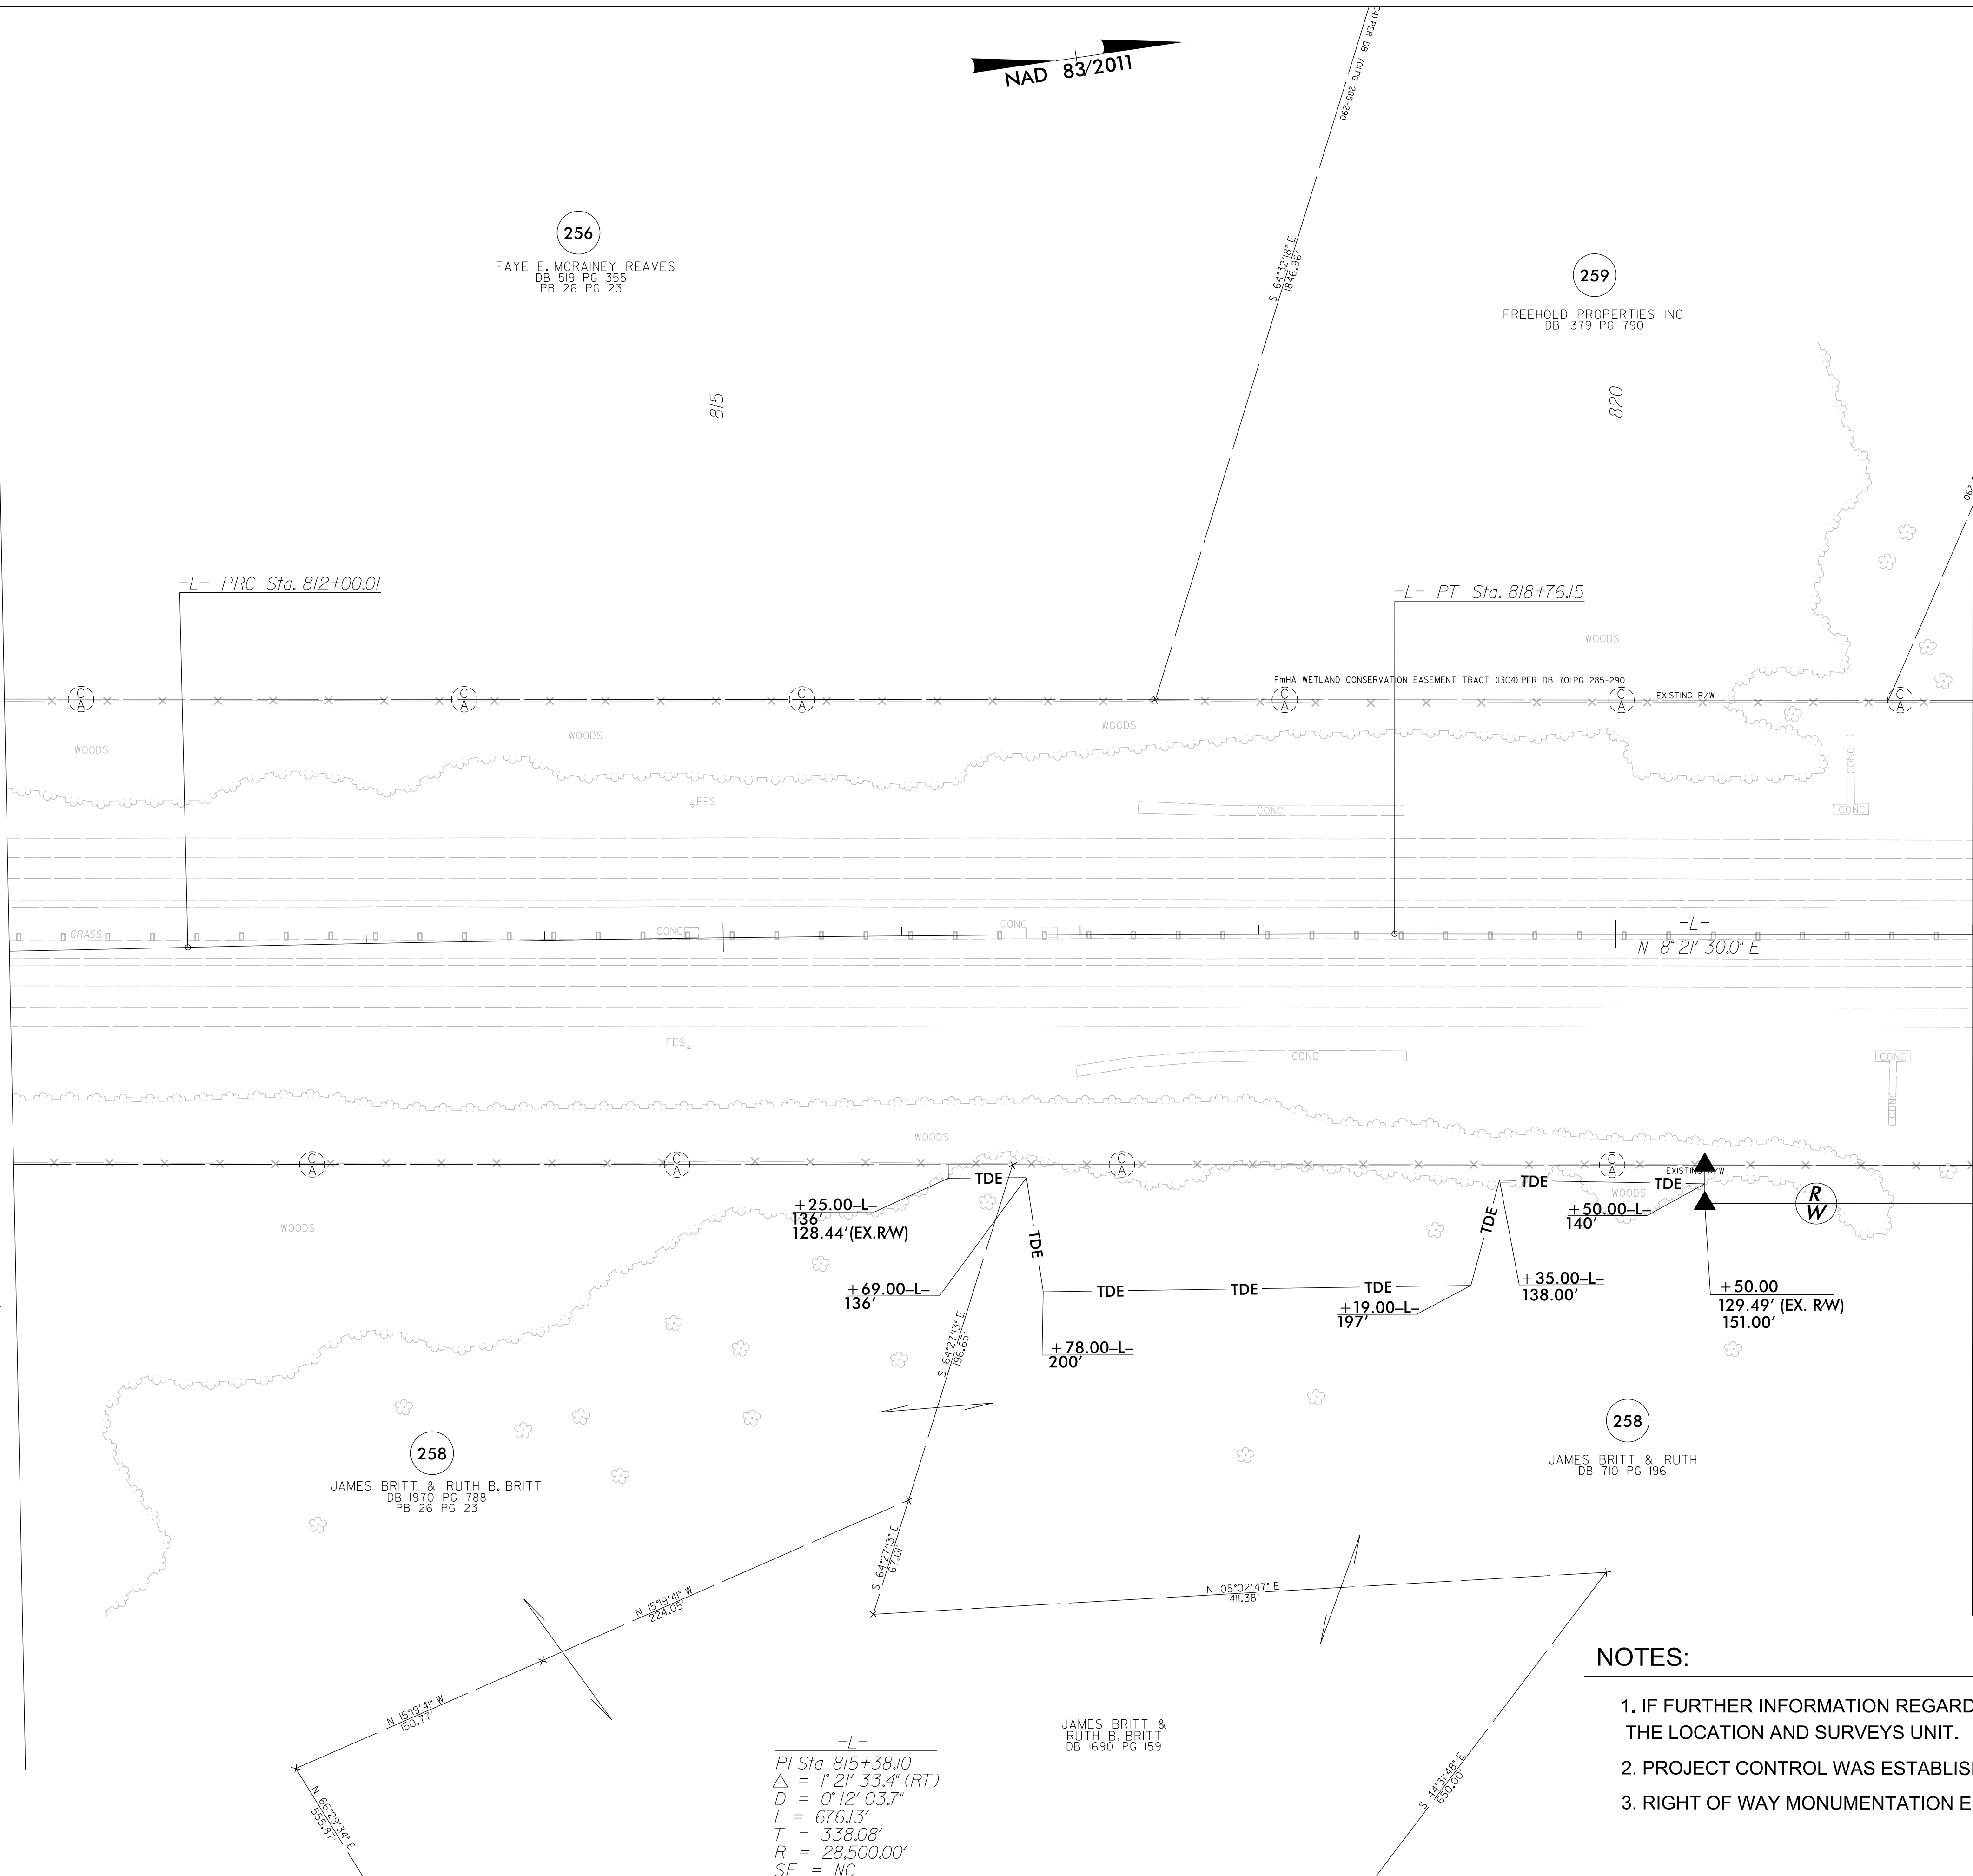 NAD 83/2011
C4) PER DB 701 PG 285-290
S 64°32'18" E
1846.96'
256
FAYE E. MCRAINEY REAVES
DB 519 PG 355
PB 26 PG 23
259
FREEHOLD PROPERTIES INC
DB 1379 PG 790
815
820
290
-L- PRC Sta. 812+00.01
-L- PT Sta. 818+76.15
WOODS
FmHA WETLAND CONSERVATION EASEMENT TRACT (13C4) PER DB 701 PG 285-290
EXISTING R/W
C
A
C
A
C
A
C
A
C
A
C
A
WOODS
WOODS
WOODS
CONC
CONC
FES
CONC
GRASS
CONC
CONC
-L-
N 8° 21' 30.0" E
FES
CONC
CONC
CONC
WOODS
C
A
C
A
C
A
C
A
EXISTING R/W
TDE
TDE
TDE
WOODS
R
W
+25.00-L-
136'
128.44'(EX.R/W)
+50.00-L-
140'
WOODS
TDE
TDE
+69.00-L-
136'
TDE
TDE
TDE
+19.00-L-
197'
+35.00-L-
138.00'
+50.00
129.49' (EX. R/W)
151.00'
S 64°27'13" E
196.65'
+78.00-L-
200'
258
JAMES BRITT & RUTH B. BRITT
DB 1970 PG 788
PB 26 PG 23
258
JAMES BRITT & RUTH
DB 710 PG 196
S 64°27'13" E
67.01'
N 15°19'41" W
224.05'
N 05°02'47" E
411.38'
N 15°19'41" W
150.77'
N 66°29'34" E
555.87'
S 44°31'48" E
650.00'
JAMES BRITT &
RUTH B. BRITT
DB 1690 PG 159
-L-
PI Sta 815+38.10
△ = 1° 21' 33.4" (RT)
D = 0° 12' 03.7"
L = 676.13'
T = 338.08'
R = 28,500.00'
SE = NC
NOTES:
1. IF FURTHER INFORMATION REGARD
THE LOCATION AND SURVEYS UNIT.
2. PROJECT CONTROL WAS ESTABLIS
3. RIGHT OF WAY MONUMENTATION E